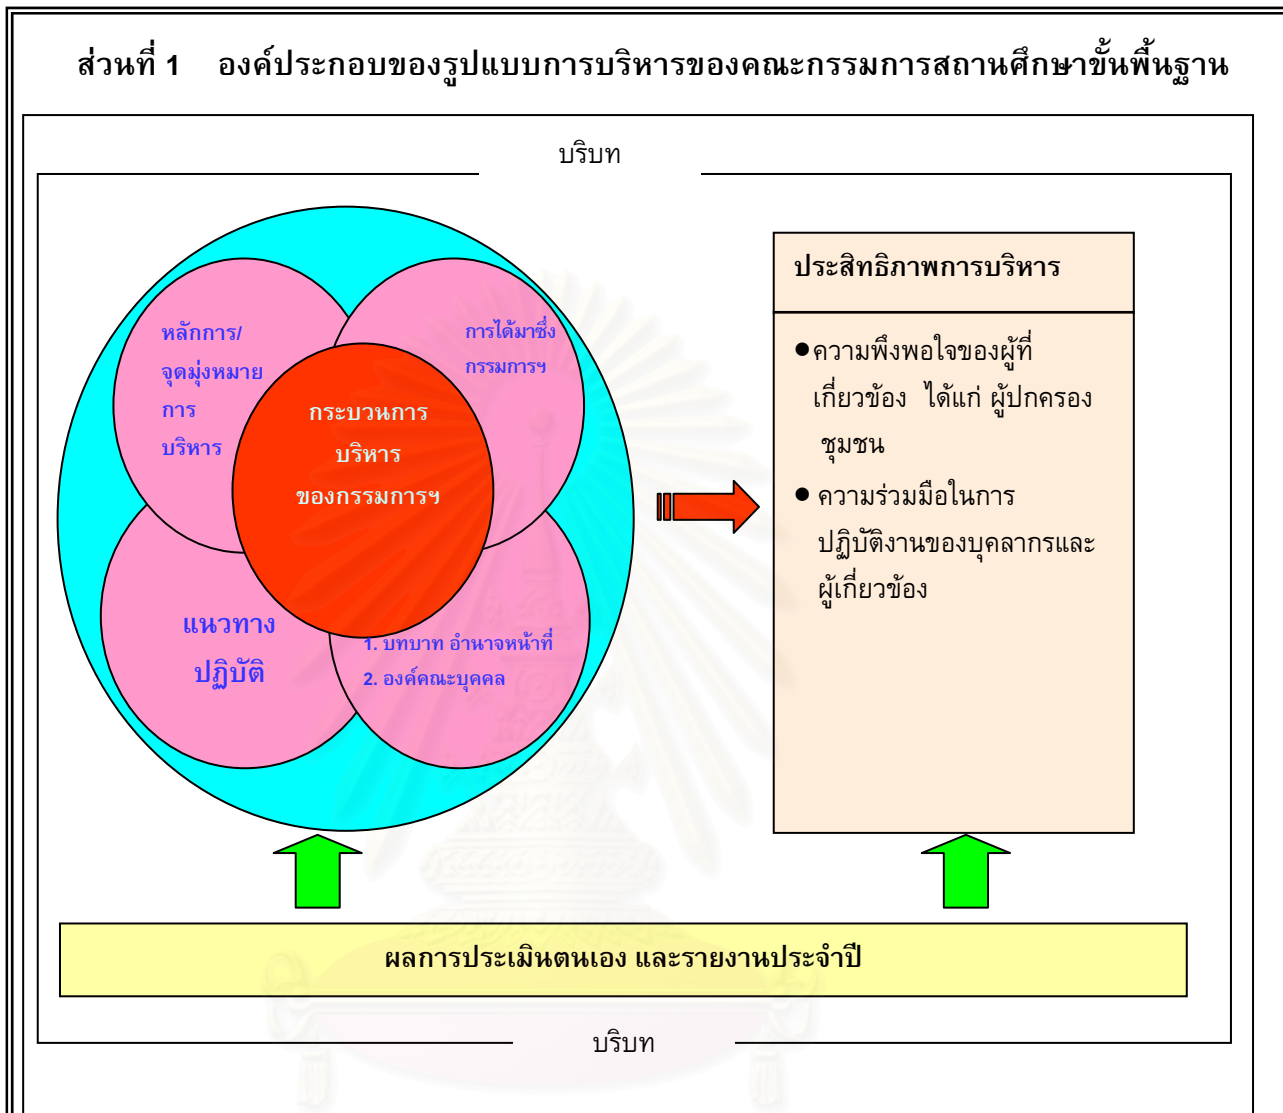 ส่วนที่ 1 องค์ประกอบของรูปแบบการบริหารของคณะกรรมการสถานศึกษาขั้นพื้นฐาน
บริบท
หลักการ/
จุดมุ่งหมาย
การ
บริหาร
การได้มาซึ่ง
กรรมการฯ
กระบวนการ
บริหาร
ของกรรมการฯ
แนวทาง
ปฏิบัติ
1. บทบาท อำนาจหน้าที่
2. องค์คณะบุคคล
ประสิทธิภาพการบริหาร
●ความพึงพอใจของผู้ที่
เกี่ยวข้อง ได้แก่ ผู้ปกครอง
ชุมชน
● ความร่วมมือในการ
ปฏิบัติงานของบุคลากรและ
ผู้เกี่ยวข้อง
ผลการประเมินตนเอง และรายงานประจำปี
บริบท